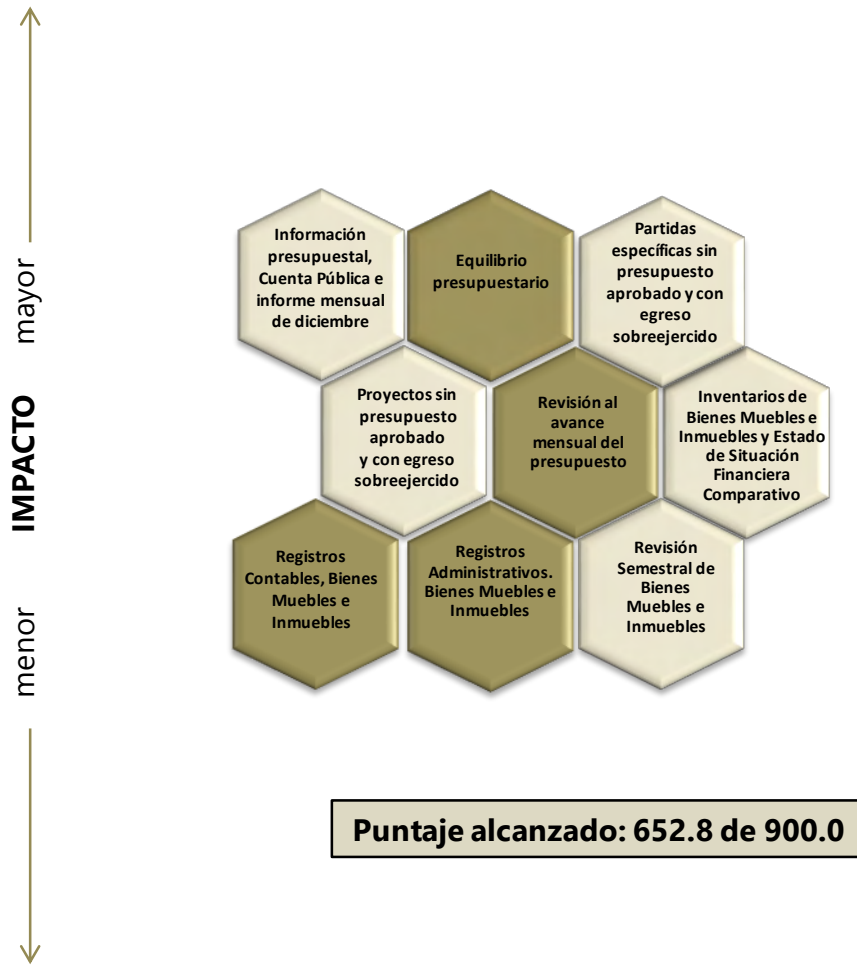 mayor
IMPACTO
menor
Información
presupuestal,
Cuenta Pública e
informe mensual
de diciembre
Equilibrio
presupuestario
Partidas
específicas sin
presupuesto
aprobado y con
egreso
sobreejercido
Proyectos sin
presupuesto
aprobado
y con egreso
sobreejercido
Revisión al
avance
mensual del
presupuesto
Inventarios de
Bienes Muebles e
Inmuebles y Estado
de Situación
Financiera
Comparativo
Registros
Contables, Bienes
Muebles e
Inmuebles
Registros
Administrativos.
Bienes Muebles e
Inmuebles
Revisión
Semestral de
Bienes
Muebles e
Inmuebles
Puntaje alcanzado: 652.8 de 900.0